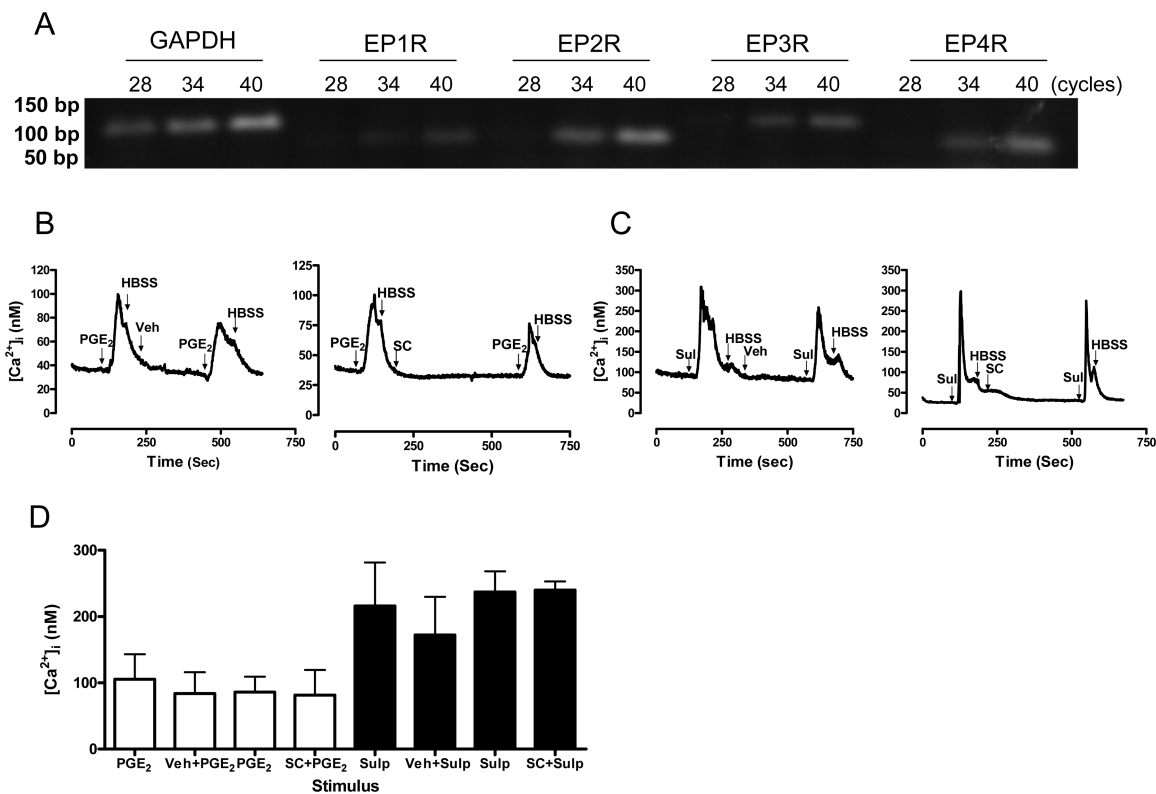 A
GAPDH EP1R EP2R EP3R EP4R
28 34 40 28 34 40 28 34 40 28 34 40 28 34 40 (cycles)
150 bp
100 bp
50 bp
B
120
100
80
60
40
20
0
[Ca²⁺]ᵢ (nM)
PGE₂
HBSS
Veh
PGE₂
HBSS
0 250 500 750
Time (Sec)
125
100
75
50
25
0
PGE₂
HBSS
SC
PGE₂
HBSS
0 250 500 750
Time (Sec)
C
350
300
250
200
150
100
50
0
[Ca²⁺]ᵢ (nM)
Sul
HBSS
Veh
Sul
HBSS
0 250 500 750
Time (sec)
350
300
250
200
150
100
50
0
Sul
HBSS
SC
Sul
HBSS
0 250 500 750
Time (sec)
D
300
200
100
0
[Ca²⁺]ᵢ (nM)
PGE₂ Veh+PGE₂ PGE₂ SC+PGE₂ Sulp Veh+Sulp Sulp SC+Sulp
Stimulus